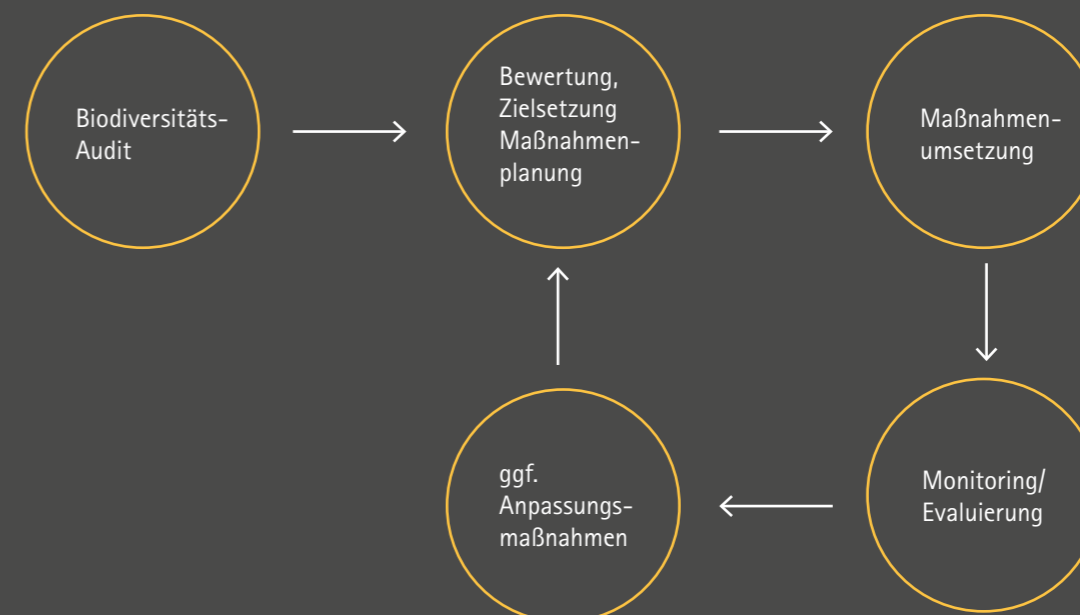 Biodiversitäts-
Audit
Bewertung,
Zielsetzung
Maßnahmen-
planung
Maßnahmen-
umsetzung
ggf.
Anpassungs-
maßnahmen
Monitoring/
Evaluierung